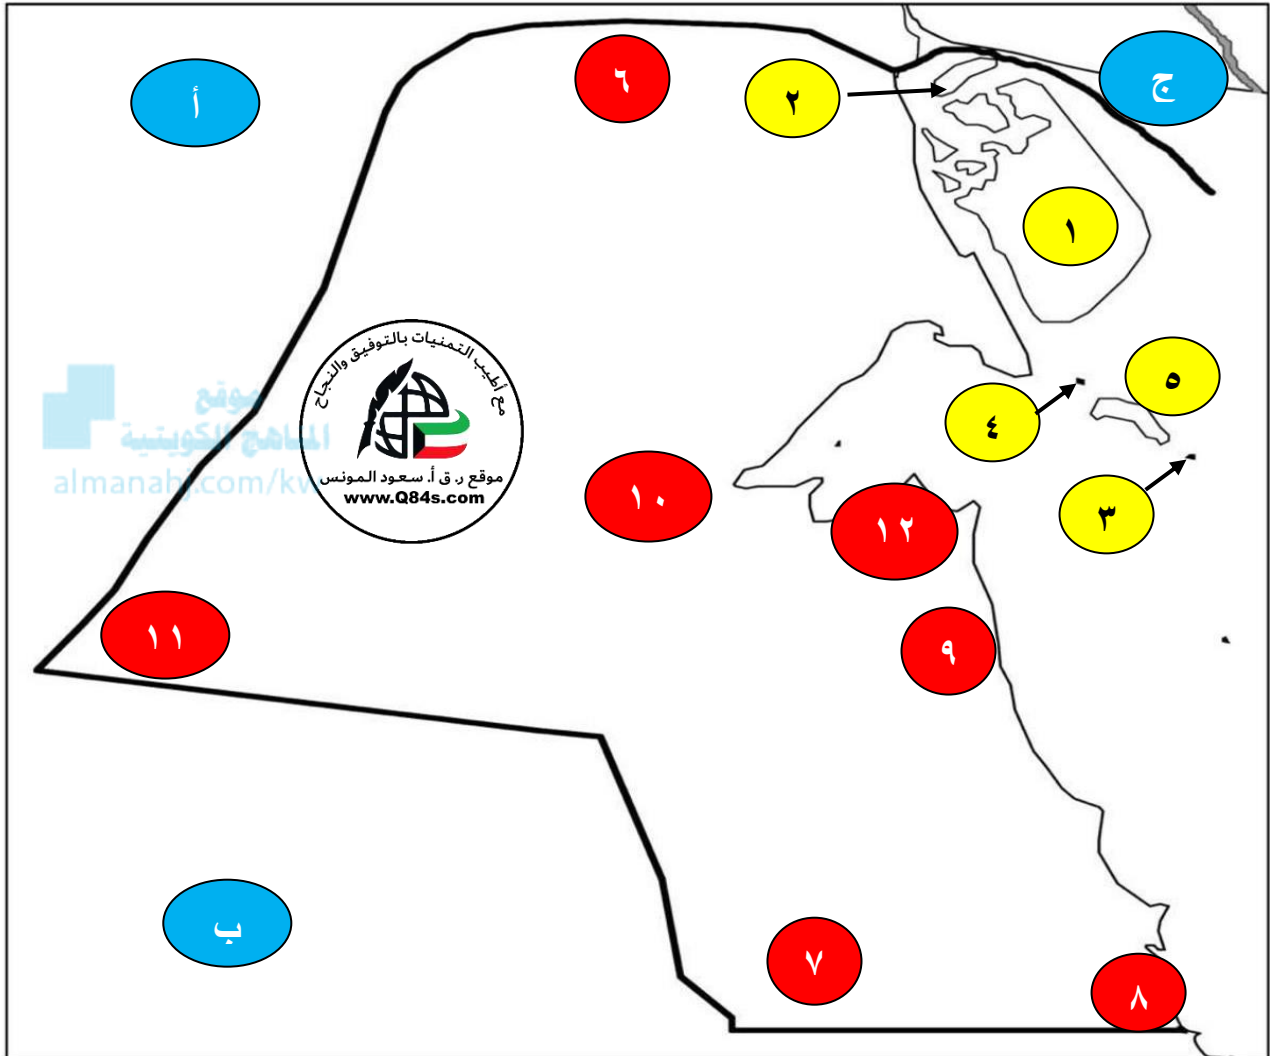 أ
٦
٢
ج
١
مع أطيب التمنيات بالتوفيق والنجاح
موقع ر. ق أ. سعود المونس
www.Q84s.com
موقع
المناهج الكويتية
almanahj.com/kw
٥
٤
٣
١٠
١٢
١١
٩
ب
٧
٨